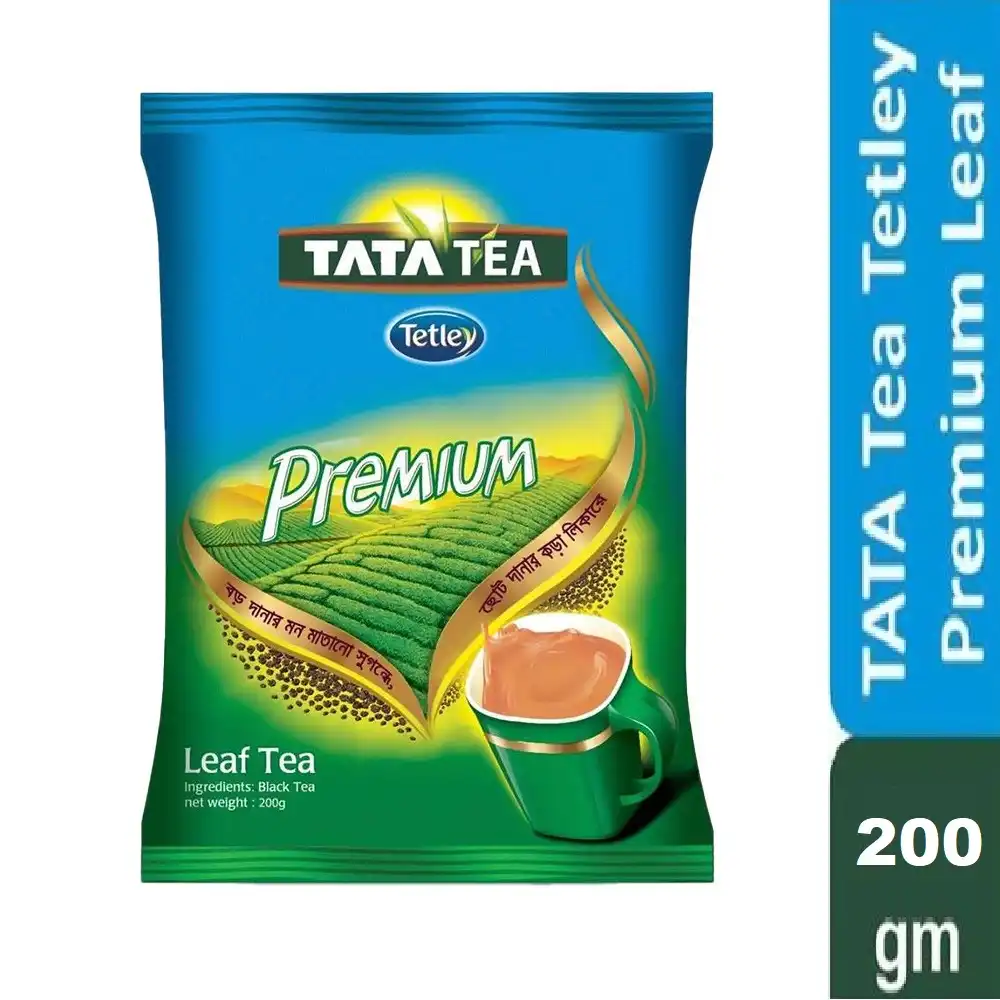 TATA TEA
Tetley
Premium
বড় দানার মন মাতানো সুগন্ধে,
ছোট দানার কড়া লিকারে
Leaf Tea
Ingredients: Black Tea
net weight : 200g
TATA Tea Tetley
Premium Leaf
200
gm